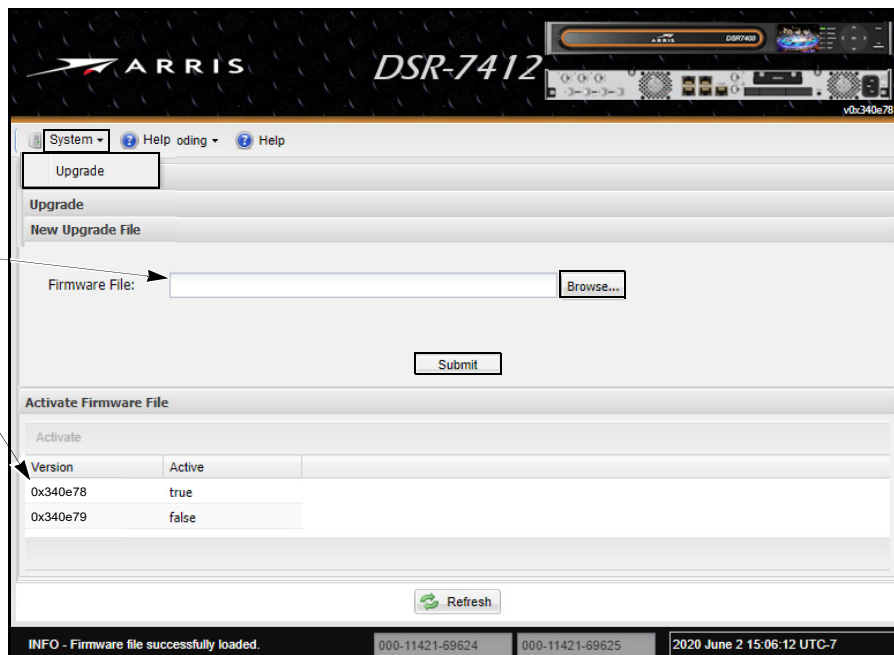 ARRIS
DSR-7412
ARRIS
DSR7400
v0x340e78
System
Help
oding
Help
Upgrade
Upgrade
New Upgrade File
Firmware File:
Browse...
Submit
Activate Firmware File
Activate
Version Active
0x340e78 true
0x340e79 false
Refresh
INFO - Firmware file successfully loaded. 000-11421-69624 000-11421-69625 2020 June 2 15:06:12 UTC-7